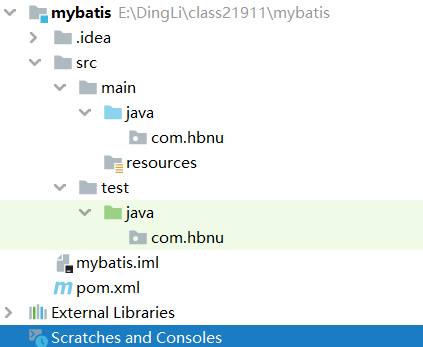 mybatis E:\DingLi\class21911\mybatis
.idea
src
main
java
com.hbnu
resources
test
java
com.hbnu
mybatis.iml
m pom.xml
External Libraries
Scratches and Consoles